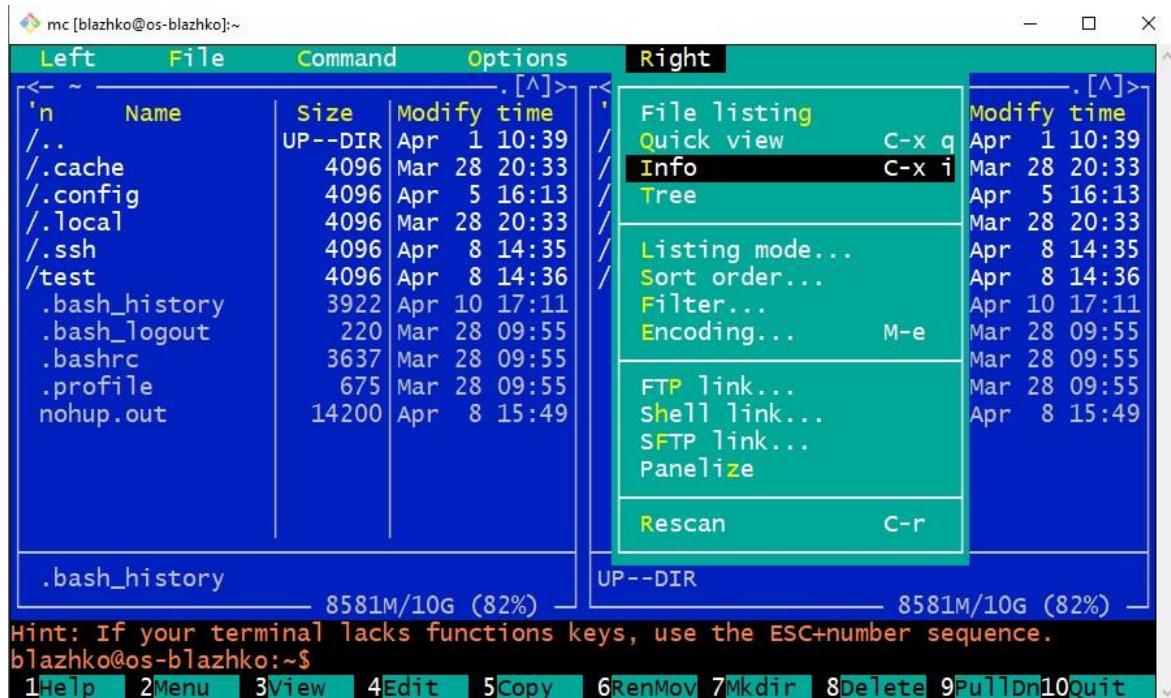 mc [blazhko@os-blazhko]:~
Left File Command Options Right
<— ~ .[^]> < .[^]>
'n Name Size Modify time ' File listing Modify time
/.. UP--DIR Apr 1 10:39 / Quick view C-x q Apr 1 10:39
/.cache 4096 Mar 28 20:33 / Info C-x i Mar 28 20:33
/.config 4096 Apr 5 16:13 / Tree Apr 5 16:13
/.local 4096 Mar 28 20:33 / Mar 28 20:33
/.ssh 4096 Apr 8 14:35 / Listing mode... Apr 8 14:35
/test 4096 Apr 8 14:36 / Sort order... Apr 8 14:36
.bash_history 3922 Apr 10 17:11 Filter... Apr 10 17:11
.bash_logout 220 Mar 28 09:55 Encoding... M-e Mar 28 09:55
.bashrc 3637 Mar 28 09:55 Mar 28 09:55
.profile 675 Mar 28 09:55 FTP link... Mar 28 09:55
nohup.out 14200 Apr 8 15:49 Shell link... Apr 8 15:49
SFTP link...
Panelize
Rescan C-r
.bash_history UP--DIR
8581M/10G (82%) 8581M/10G (82%)
Hint: If your terminal lacks functions keys, use the ESC+number sequence.
blazhko@os-blazhko:~$
1Help 2Menu 3View 4Edit 5Copy 6RenMov 7Mkdir 8Delete 9PullDn 10Quit